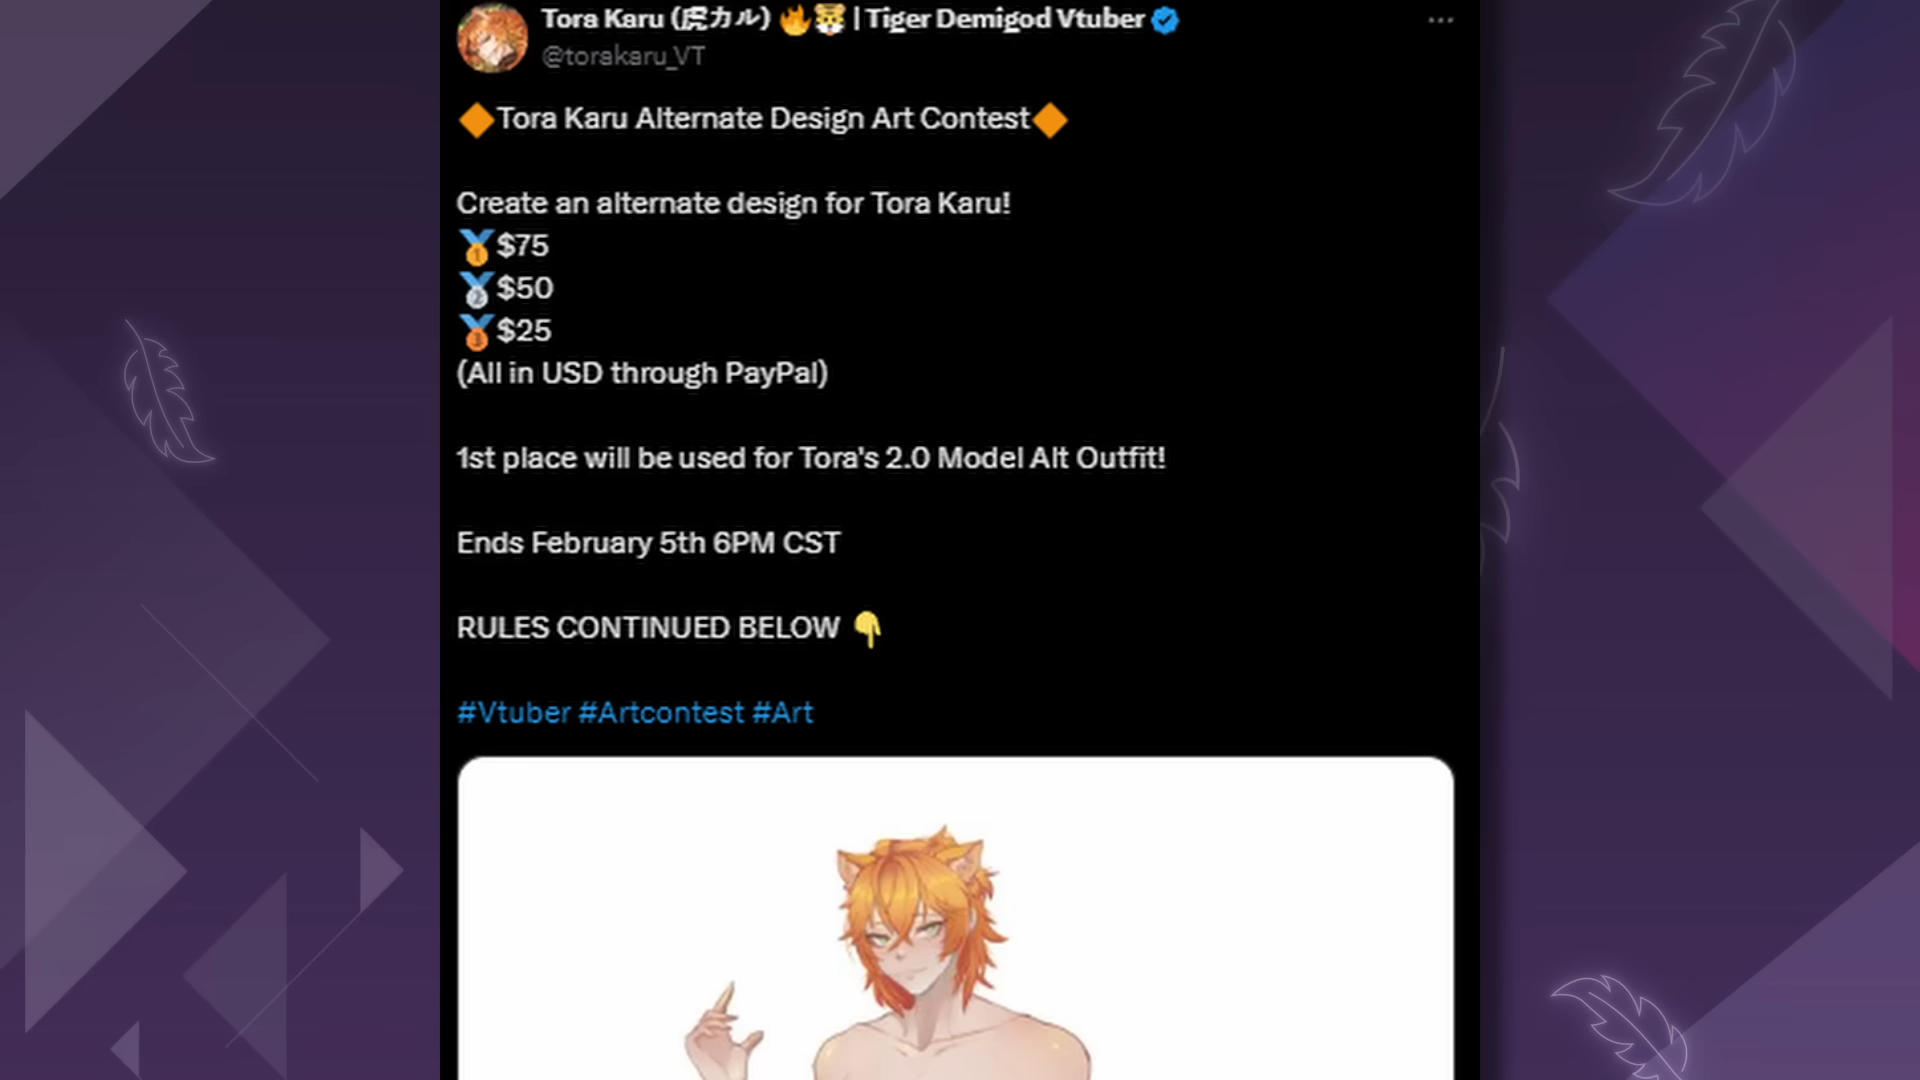 Tora Karu (虎カル) 🔥🐯 | Tiger Demigod Vtuber
@torakaru_VT
🔶Tora Karu Alternate Design Art Contest🔶
Create an alternate design for Tora Karu!
🥇$75
🥈$50
🥉$25
(All in USD through PayPal)
1st place will be used for Tora's 2.0 Model Alt Outfit!
Ends February 5th 6PM CST
RULES CONTINUED BELOW 👇
#Vtuber #Artcontest #Art